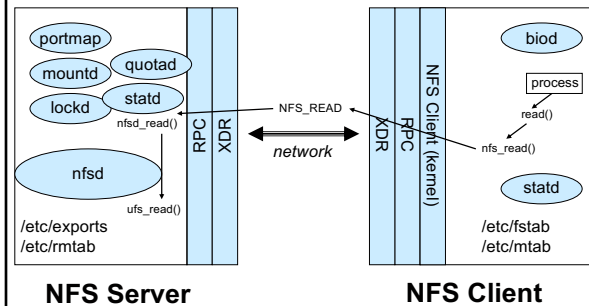 portmap
mountd
quotad
lockd
statd
nfsd_read()
nfsd
ufs_read()
/etc/exports
/etc/rmtab
RPC
XDR
NFS_READ
network
XDR
RPC
NFS Client (kernel)
biod
process
read()
nfs_read()
statd
/etc/fstab
/etc/mtab
NFS Server
NFS Client